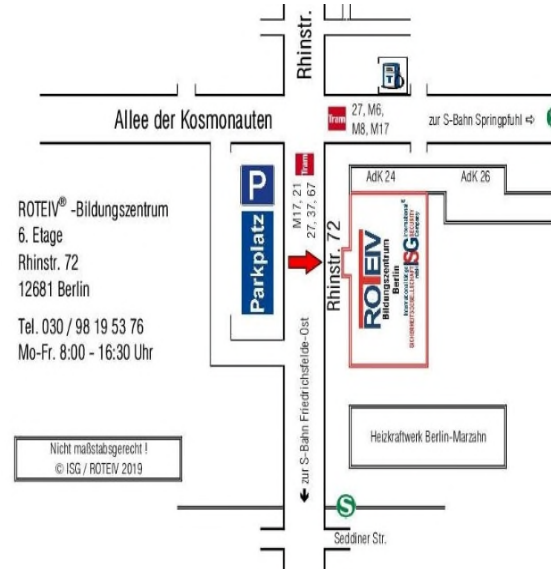 Rhinstr.
Allee der Kosmonauten
Tram
27, M6,
M8, M17
zur S-Bahn Springpfuhl ⇨
P
Parkplatz
Tram
M17, 21
27, 37, 67
Rhinstr. 72
AdK 24
AdK 26
ROTEIV
Bildungszentrum
Berlin
ISG
ROTEIV® -Bildungszentrum
6. Etage
Rhinstr. 72
12681 Berlin
Tel. 030 / 98 19 53 76
Mo-Fr. 8:00 - 16:30 Uhr
← zur S-Bahn Friedrichsfelde-Ost
Heizkraftwerk Berlin-Marzahn
Nicht maßstabsgerecht !
© ISG / ROTEIV 2019
S
Seddiner Str.